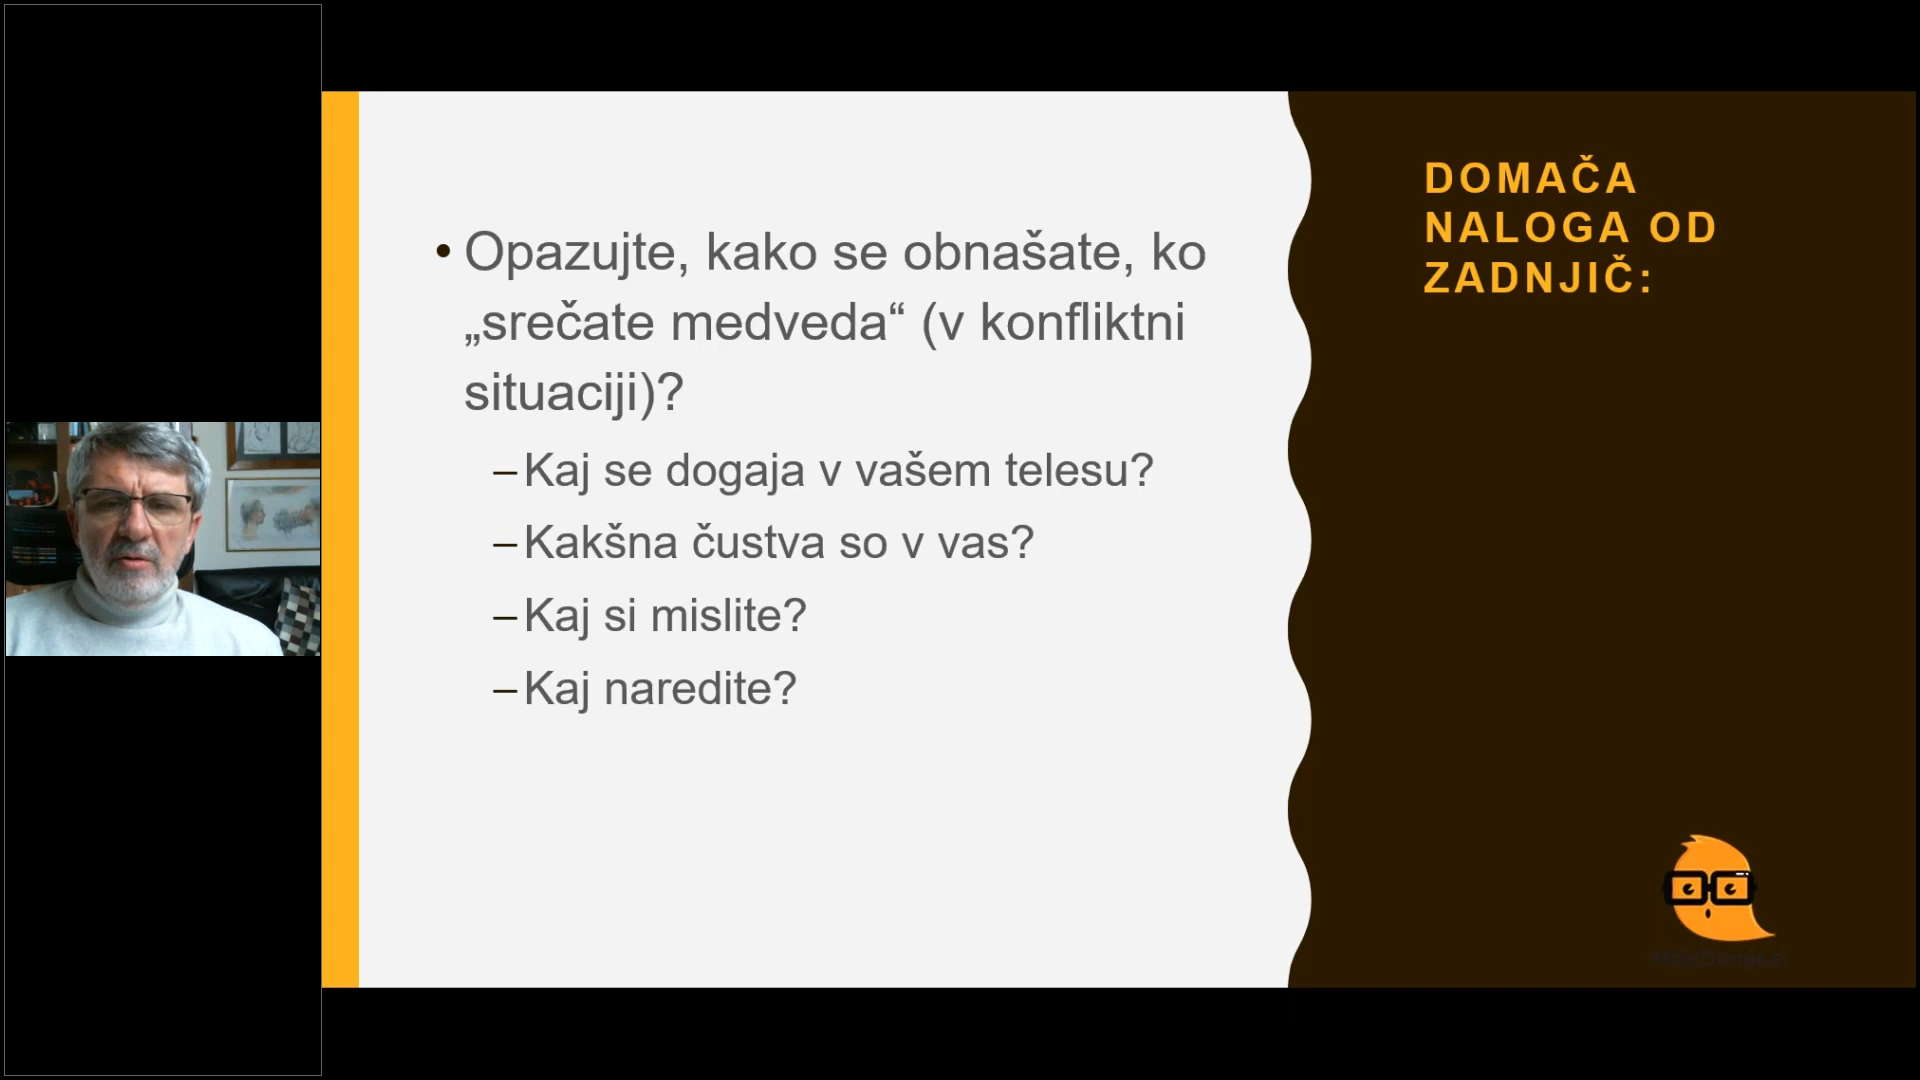 • Opazujte, kako se obnašate, ko
„srečate medveda“ (v konfliktni
situaciji)?
–Kaj se dogaja v vašem telesu?
–Kakšna čustva so v vas?
–Kaj si mislite?
–Kaj naredite?
DOMAČA
NALOGA OD
ZADNJIČ: